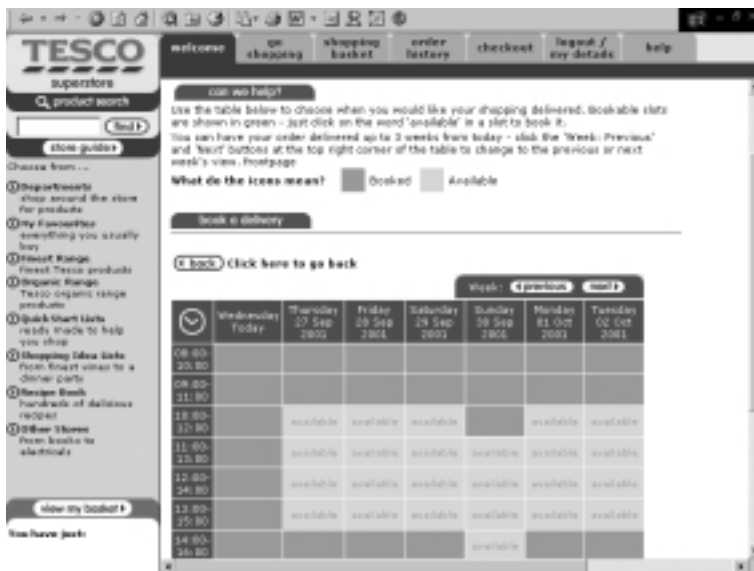 TESCO
superstore
product search
find
store guide
Choose from ...
Departments
shop around the store
for products
My Favourites
everything you usually
buy
Finest Range
Finest Tesco products
Organic Range
Tesco organic range
products
Quick Start Lists
ready made to help
you shop
Shopping Idea Lists
from finest wines to a
dinner party
Recipe Book
hundreds of delicious
recipes
Other Stores
from books to
electricals
view my basket
You have just:
welcome
go shopping
shopping basket
order history
checkout
logout / my details
help
can we help?
Use the table below to choose when you would like your shopping delivered. Bookable slots
are shown in green - just click on the word 'available' in a slot to book it.
You can have your order delivered up to 3 weeks from today - click the 'Week: Previous'
and 'Next' buttons at the top right corner of the table to change to the previous or next
week's view. Frontpage
What do the icons mean? Booked Available
book a delivery
back Click here to go back
Week: previous next
Wednesday Today
Thursday 27 Sep 2001
Friday 28 Sep 2001
Saturday 29 Sep 2001
Sunday 30 Sep 2001
Monday 01 Oct 2001
Tuesday 02 Oct 2001
08:00-10:00
09:00-11:00
10:00-12:00 available available available available available
11:00-13:00 available available available available available available
12:00-14:00 available available available available available available
13:00-15:00 available available available available available available
14:00-16:00 available